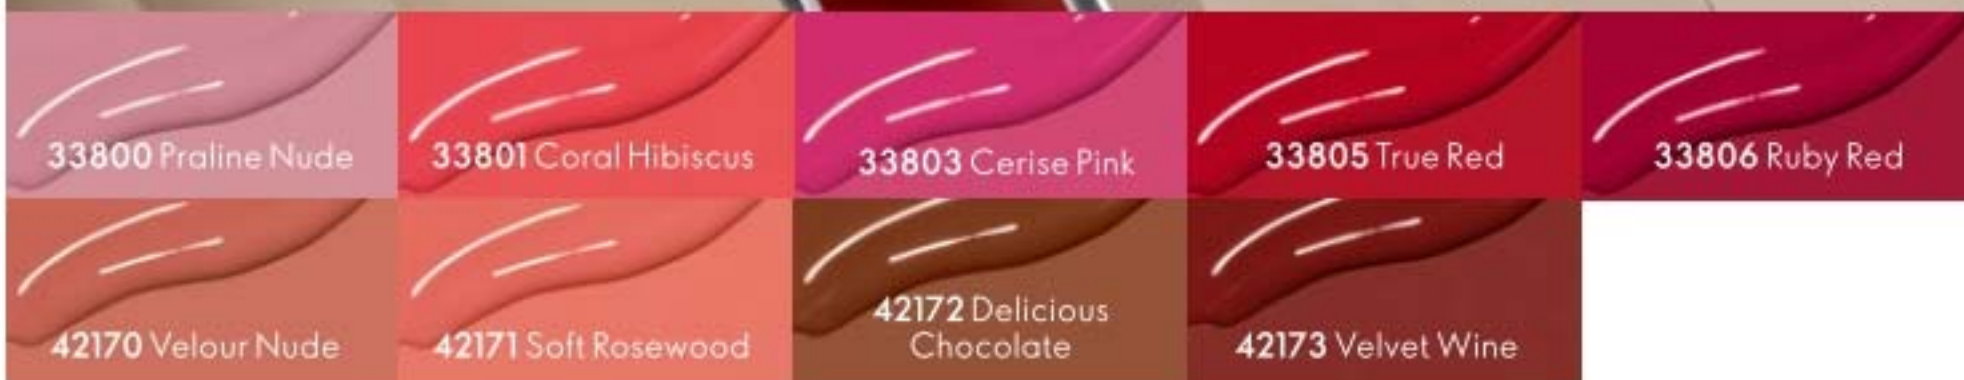 33800 Praline Nude
33801 Coral Hibiscus
33803 Cerise Pink
33805 True Red
33806 Ruby Red
42170 Velour Nude
42171 Soft Rosewood
42172 Delicious
Chocolate
42173 Velvet Wine